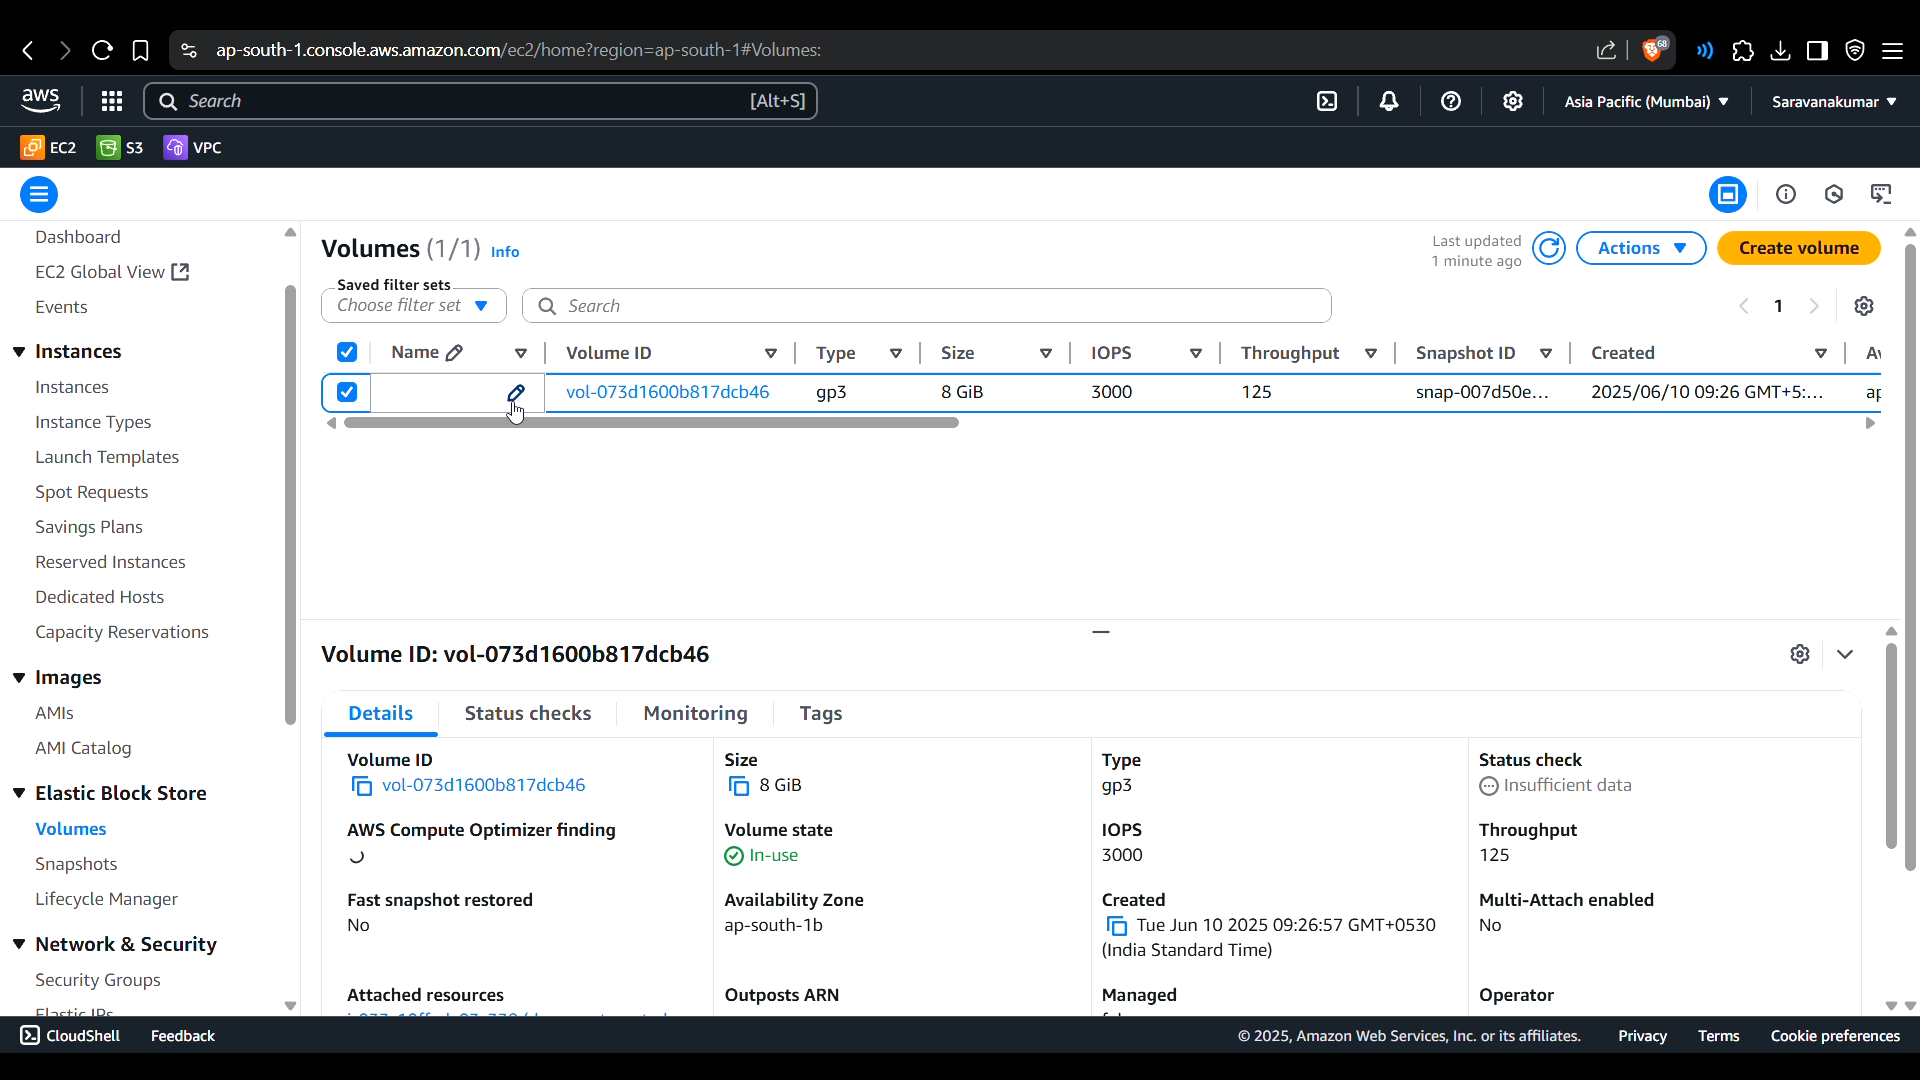 ap-south-1.console.aws.amazon.com/ec2/home?region=ap-south-1#Volumes:
68
aws
Search
[Alt+S]
Asia Pacific (Mumbai)
Saravanakumar
EC2
S3
VPC
Dashboard
EC2 Global View
Events
Instances
Instances
Instance Types
Launch Templates
Spot Requests
Savings Plans
Reserved Instances
Dedicated Hosts
Capacity Reservations
Images
AMIs
AMI Catalog
Elastic Block Store
Volumes
Snapshots
Lifecycle Manager
Network & Security
Security Groups
Elastic IPs
Volumes (1/1) Info
Last updated
1 minute ago
Actions
Create volume
Saved filter sets
Choose filter set
Search
1
Name Volume ID Type Size IOPS Throughput Snapshot ID Created
vol-073d1600b817dcb46 gp3 8 GiB 3000 125 snap-007d50e... 2025/06/10 09:26 GMT+5:...
Volume ID: vol-073d1600b817dcb46
Details
Status checks
Monitoring
Tags
Volume ID
vol-073d1600b817dcb46
Size
8 GiB
Type
gp3
Status check
Insufficient data
AWS Compute Optimizer finding
Volume state
In-use
IOPS
3000
Throughput
125
Fast snapshot restored
No
Availability Zone
ap-south-1b
Created
Tue Jun 10 2025 09:26:57 GMT+0530
(India Standard Time)
Multi-Attach enabled
No
Attached resources
Outposts ARN
Managed
Operator
CloudShell
Feedback
© 2025, Amazon Web Services, Inc. or its affiliates.
Privacy
Terms
Cookie preferences